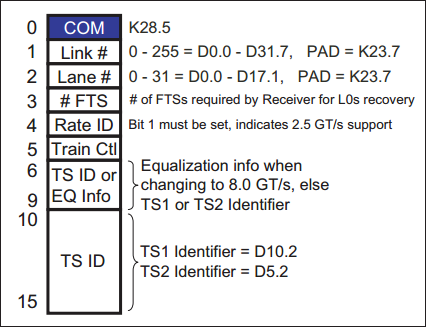 0 COM K28.5
1 Link # 0 - 255 = D0.0 - D31.7, PAD = K23.7
2 Lane # 0 - 31 = D0.0 - D17.1, PAD = K23.7
3 # FTS # of FTSs required by Receiver for L0s recovery
4 Rate ID Bit 1 must be set, indicates 2.5 GT/s support
5 Train Ctl
6 TS ID or Equalization info when
EQ Info changing to 8.0 GT/s, else
9 TS1 or TS2 Identifier
10
TS ID TS1 Identifier = D10.2
TS2 Identifier = D5.2
15